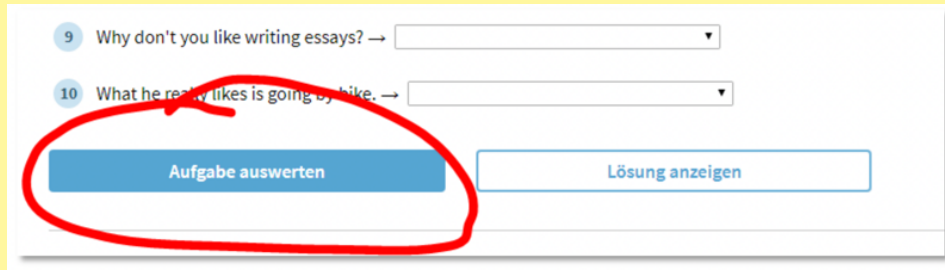 9 Why don't you like writing essays? →
10 What he really likes is going by bike. →
Aufgabe auswerten
Lösung anzeigen